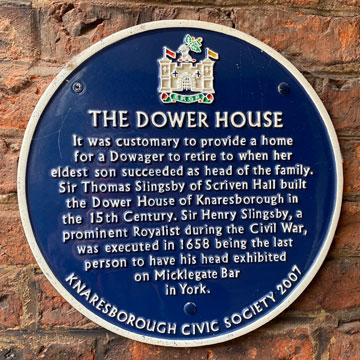 THE DOWER HOUSE
It was customary to provide a home
for a Dowager to retire to when her
eldest son succeeded as head of the family.
Sir Thomas Slingsby of Scriven Hall built
the Dower House of Knaresborough in
the 15th Century. Sir Henry Slingsby, a
prominent Royalist during the Civil War,
was executed in 1658 being the last
person to have his head exhibited
on Micklegate Bar
in York.
KNARESBOROUGH CIVIC SOCIETY 2007